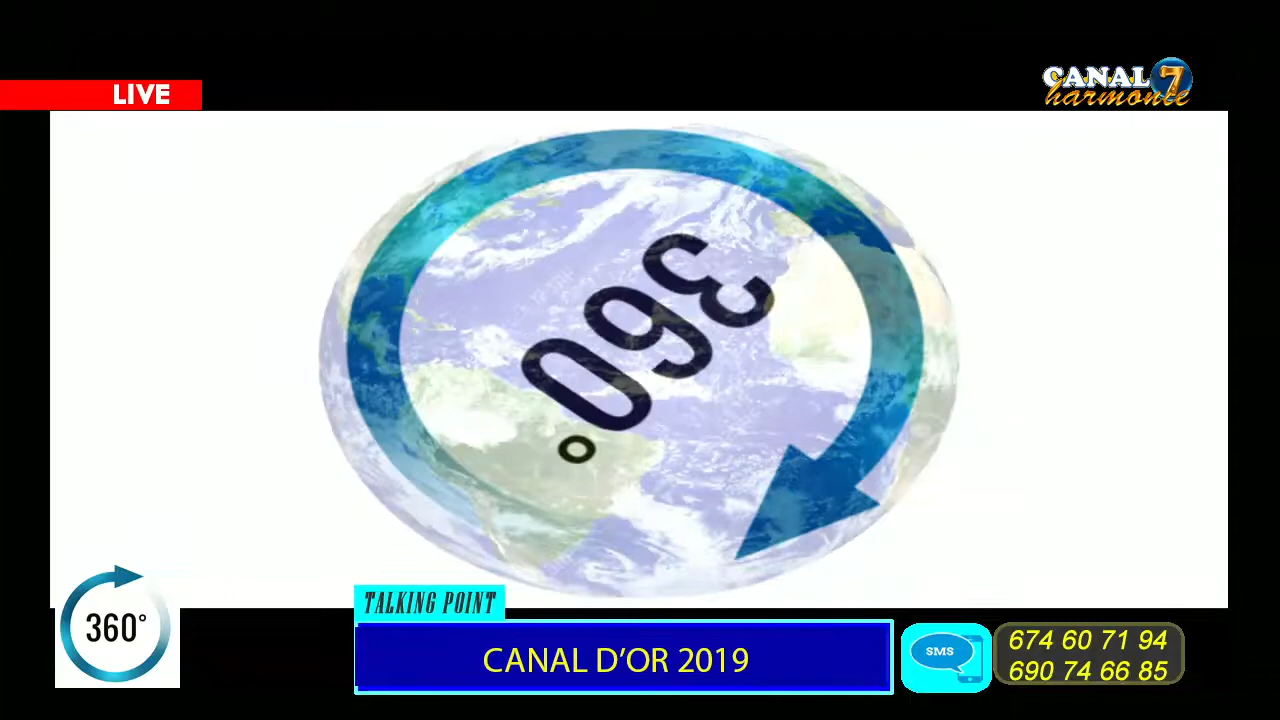 LIVE
CANAL 7
harmonie
360°
TALKING POINT
360°
CANAL D'OR 2019
SMS
674 60 71 94
690 74 66 85